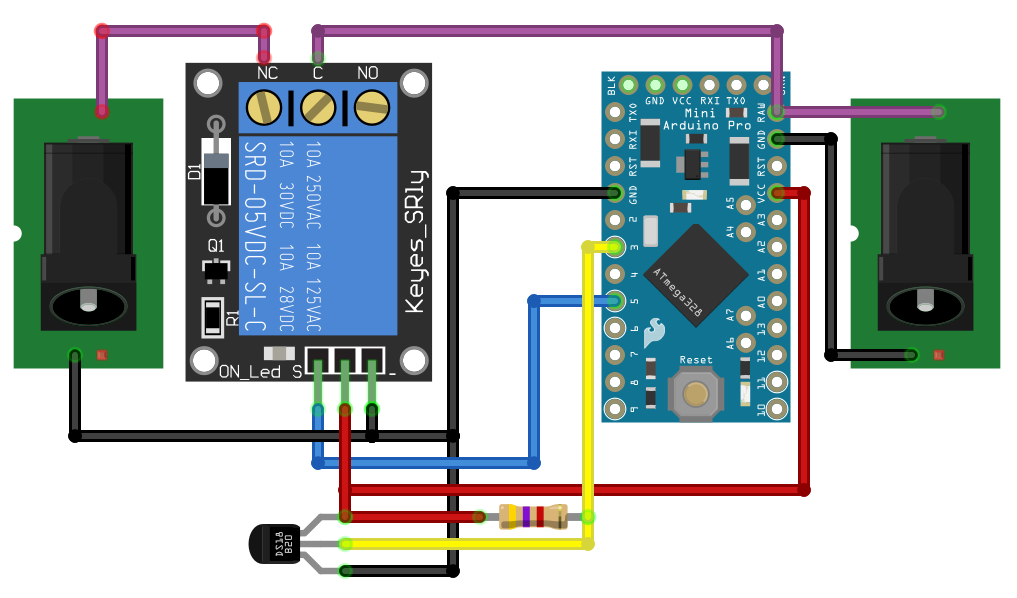 NC C NO
D1
Q1
R1
SRD-05VDC-SL-C
10A 30VDC 10A 28VDC
10A 250VAC 10A 125VAC
Keyes_SRly
ON_Led S
-
BLK
GND VCC RXI TXO
Mini
Arduino Pro
TXO
RXI
RST
GND
2
3
4
5
6
7
8
9
RAW
GND
RST
VCC
A3
A2
A1
A0
13
12
11
10
A5
A4
A7
A6
ATmega328
Reset
DS18
B20